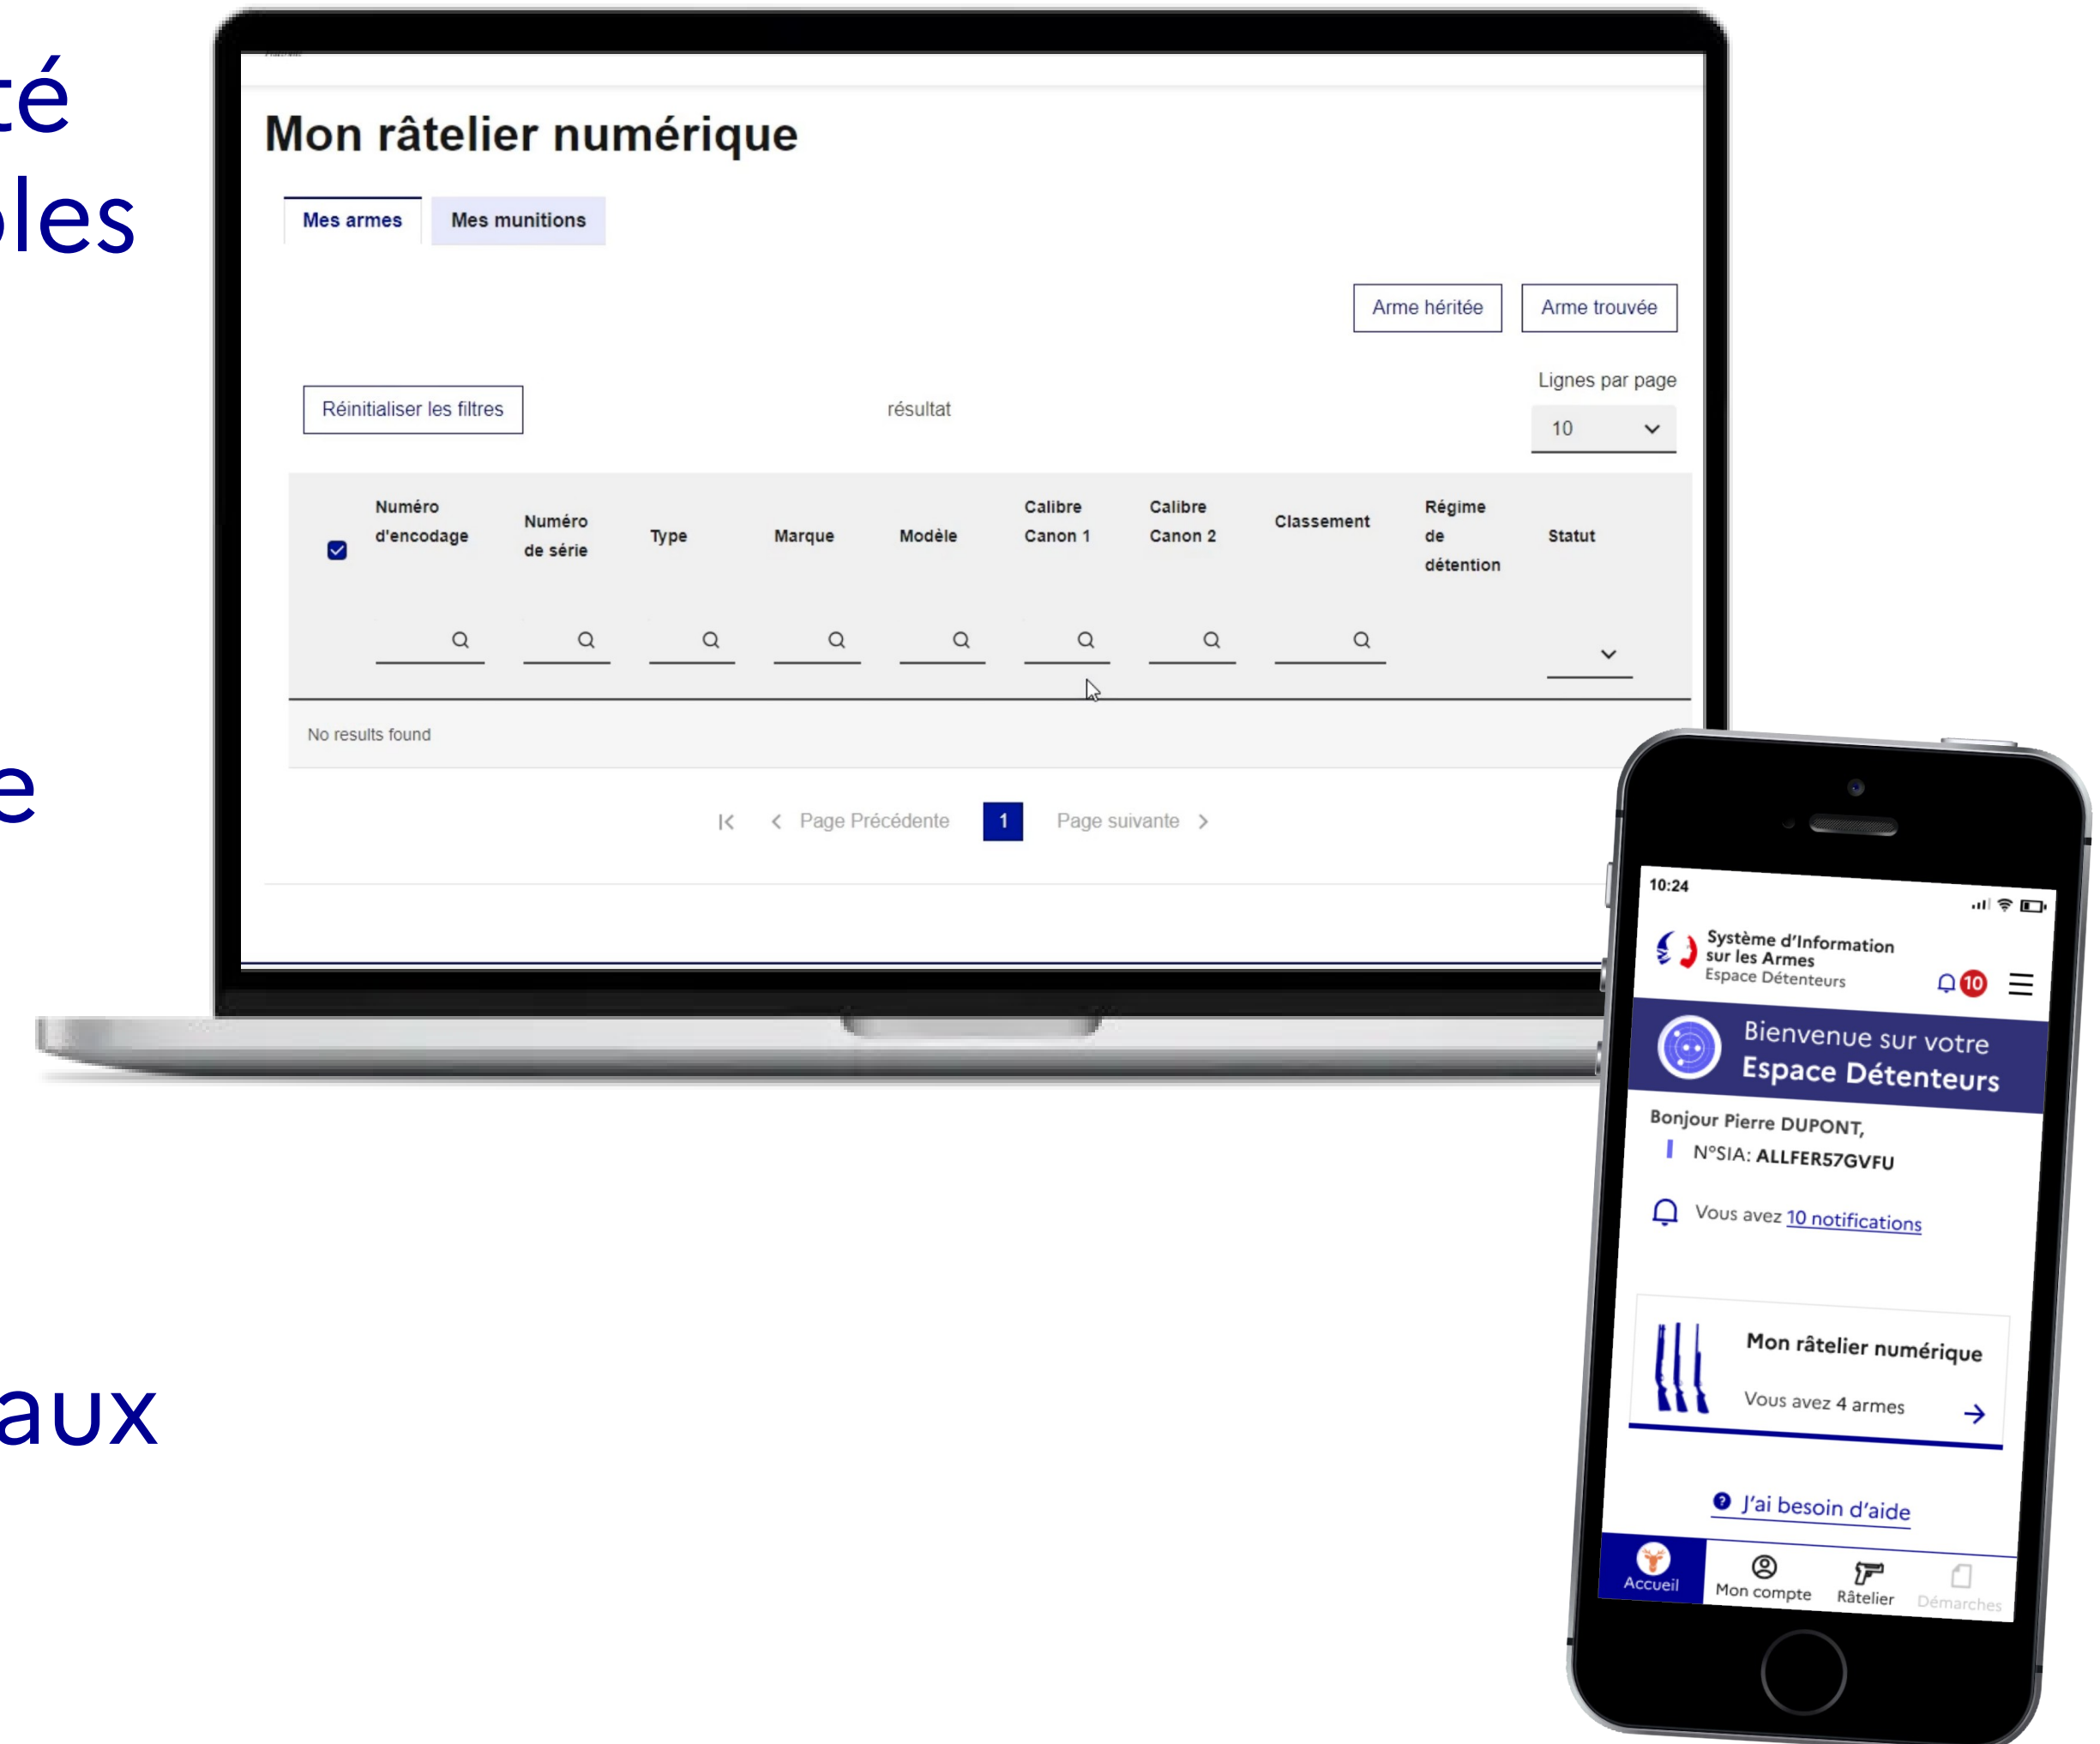 Mon râtelier numérique
Mes armes Mes munitions
Arme héritée Arme trouvée
Lignes par page
Réinitialiser les filtres résultat 10
Numéro d'encodage Numéro de série Type Marque Modèle Calibre Canon 1 Calibre Canon 2 Classement Régime de détention Statut
No results found
Page Précédente 1 Page suivante
aux
10:24
Système d'Information
sur les Armes
Espace Détenteurs
10
Bienvenue sur votre
Espace Détenteurs
Bonjour Pierre DUPONT,
N°SIA: ALLFER57GVFU
Vous avez 10 notifications
Mon râtelier numérique
Vous avez 4 armes
J'ai besoin d'aide
Accueil Mon compte Râtelier Démarches